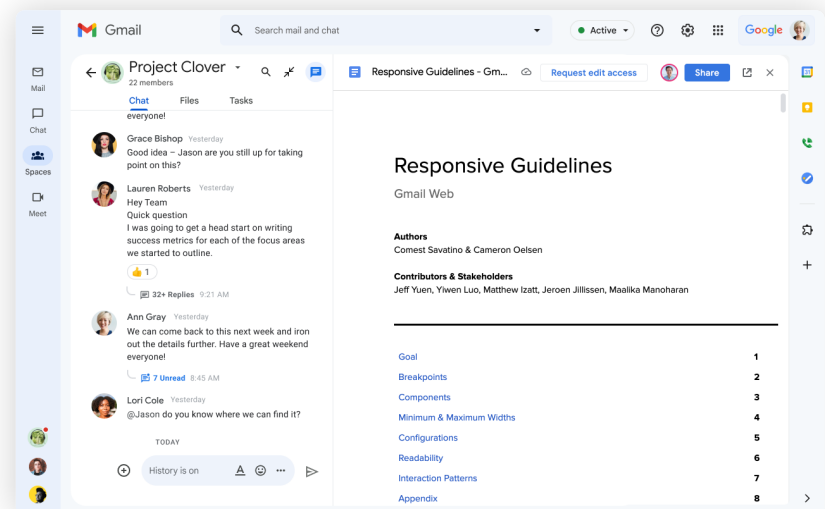 Gmail
Search mail and chat
Active
Google
Mail
Chat
Spaces
Meet
Project Clover
22 members
Chat Files Tasks
everyone!
Grace Bishop Yesterday
Good idea – Jason are you still up for taking
point on this?
Lauren Roberts Yesterday
Hey Team
Quick question
I was going to get a head start on writing
success metrics for each of the focus areas
we started to outline.
👍 1
32+ Replies 9:21 AM
Ann Gray Yesterday
We can come back to this next week and iron
out the details further. Have a great weekend
everyone!
7 Unread 8:45 AM
Lori Cole Yesterday
@Jason do you know where we can find it?
TODAY
History is on
Responsive Guidelines - Gm...
Request edit access
Share
Responsive Guidelines
Gmail Web
Authors
Comest Savatino & Cameron Oelsen
Contributors & Stakeholders
Jeff Yuen, Yiwen Luo, Matthew Izatt, Jeroen Jillissen, Maalika Manoharan
Goal 1
Breakpoints 2
Components 3
Minimum & Maximum Widths 4
Configurations 5
Readability 6
Interaction Patterns 7
Appendix 8